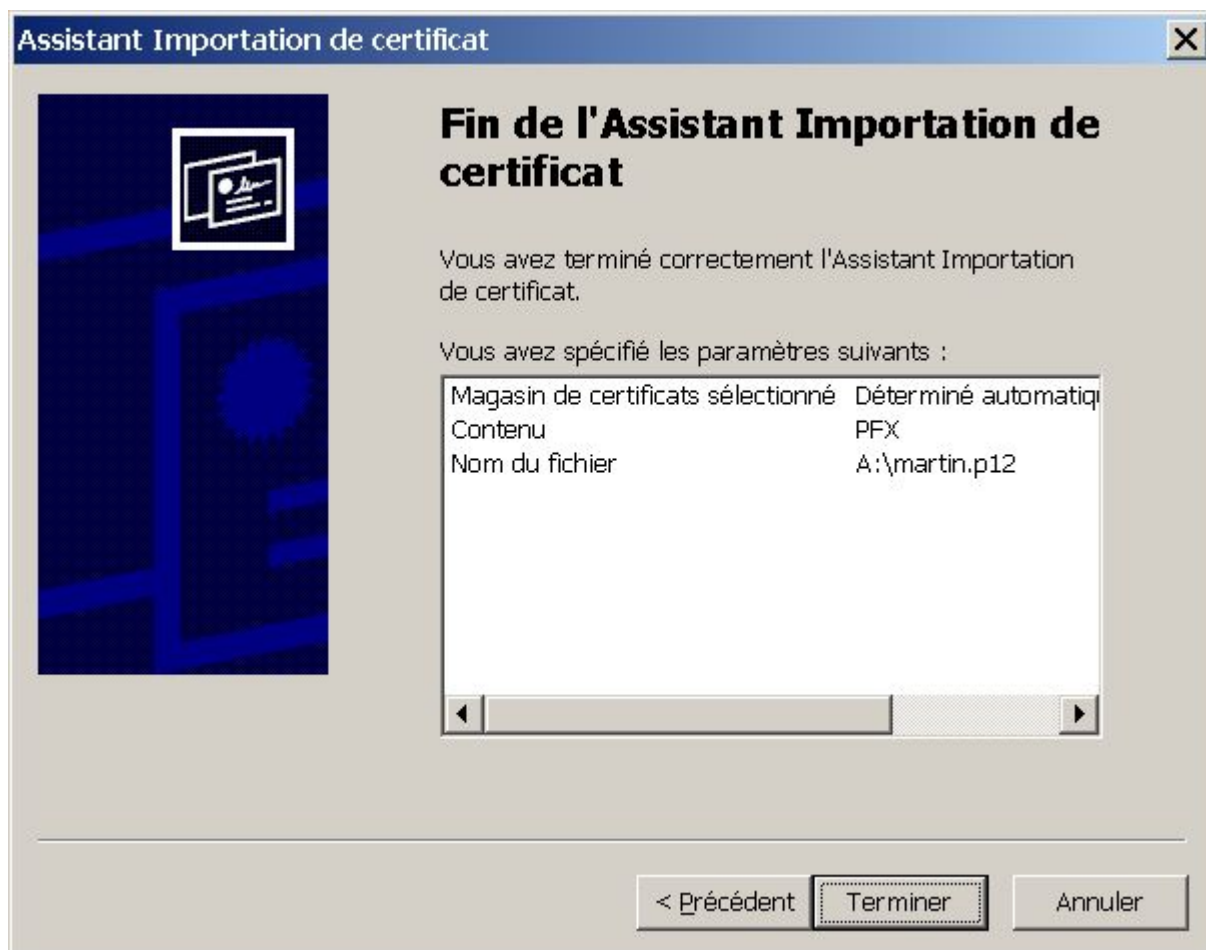 Assistant Importation de certificat
Fin de l'Assistant Importation de
certificat
Vous avez terminé correctement l'Assistant Importation
de certificat.
Vous avez spécifié les paramètres suivants :
Magasin de certificats sélectionné Déterminé automatiq
Contenu PFX
Nom du fichier A:\martin.p12
< Précédent Terminer Annuler